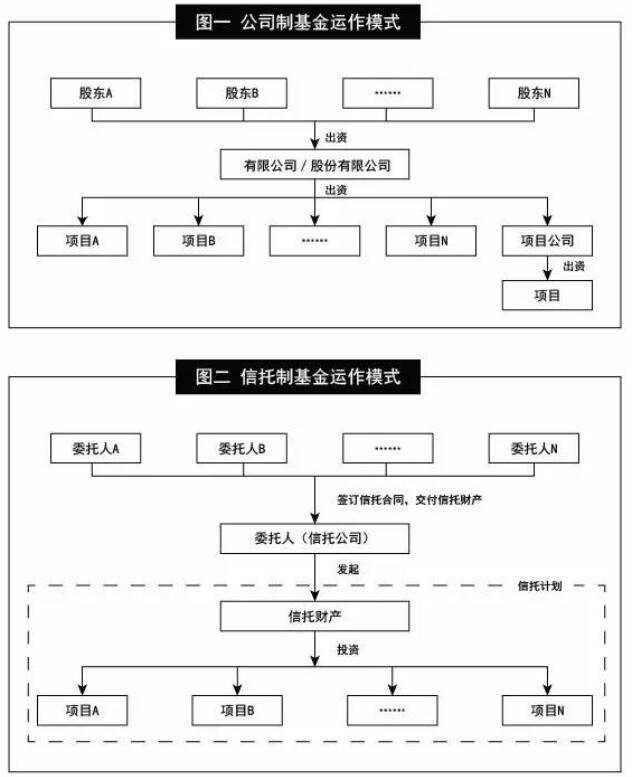 图一 公司制基金运作模式
股东A 股东B …… 股东N
出资
有限公司 / 股份有限公司
出资
项目A 项目B …… 项目N 项目公司
出资
项目
图二 信托制基金运作模式
委托人A 委托人B …… 委托人N
签订信托合同，交付信托财产
委托人（信托公司）
发起
信托计划
信托财产
投资
项目A 项目B …… 项目N